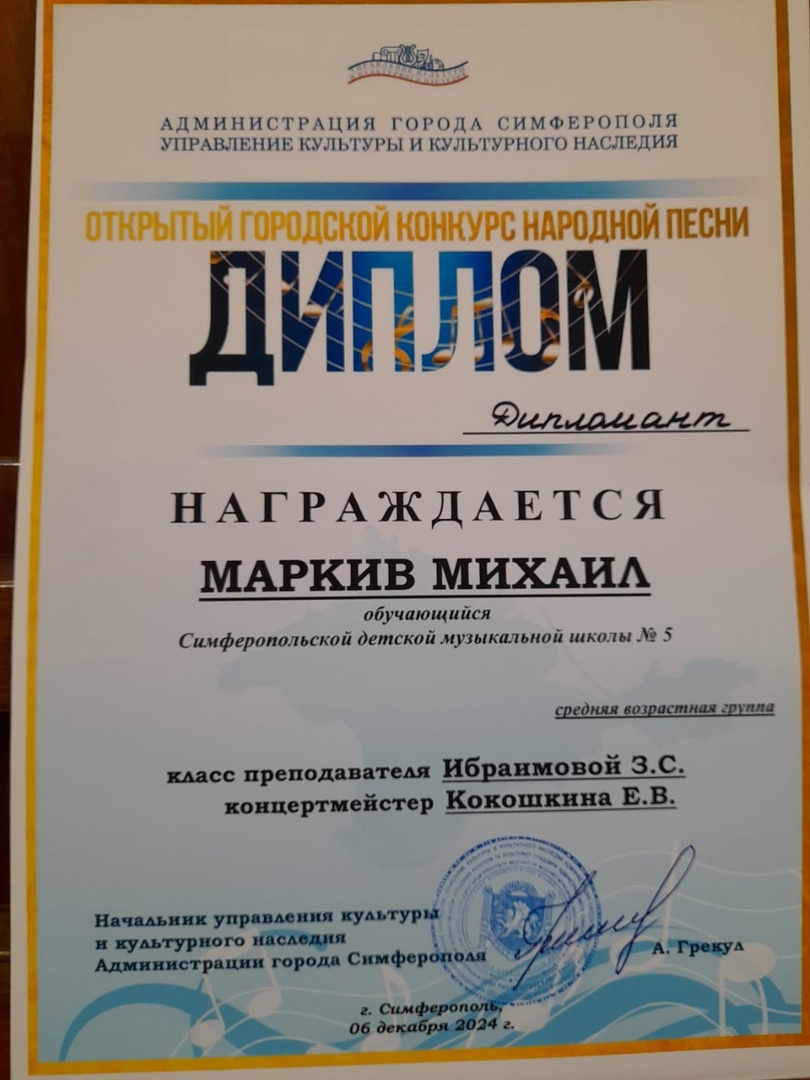 АДМИНИСТРАЦИЯ ГОРОДА СИМФЕРОПОЛЯ
УПРАВЛЕНИЕ КУЛЬТУРЫ И КУЛЬТУРНОГО НАСЛЕДИЯ
ОТКРЫТЫЙ ГОРОДСКОЙ КОНКУРС НАРОДНОЙ ПЕСНИ
ДИПЛОМ
Дипломант
НАГРАЖДАЕТСЯ
МАРКИВ МИХАИЛ
обучающийся
Симферопольской детской музыкальной школы № 5
средняя возрастная группа
класс преподавателя Ибраимовой З.С.
концертмейстер Кокошкина Е.В.
Начальник управления культуры
и культурного наследия
Администрации города Симферополя
А. Грекул
г. Симферополь,
06 декабря 2024 г.